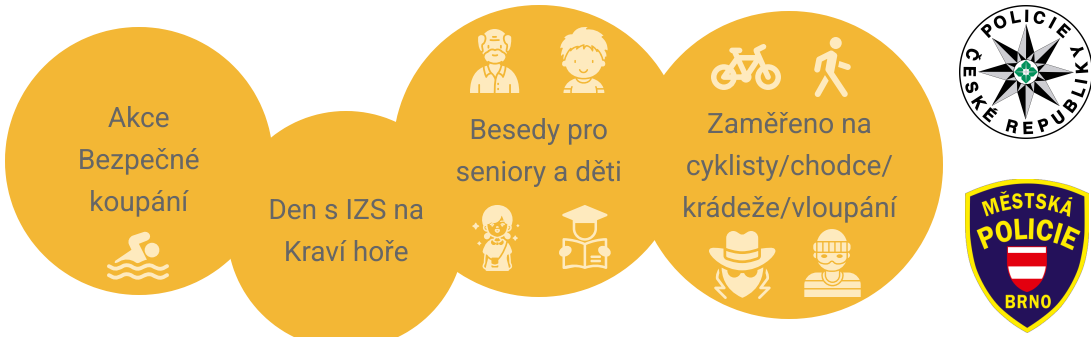 Akce
Bezpečné
koupání
Den s IZS na
Kraví hoře
Besedy pro
seniory a děti
Zaměřeno na
cyklisty/chodce/
krádeže/vloupání
POLICIE
ČESKÉ REPUBLIKY
MĚSTSKÁ
POLICIE
BRNO